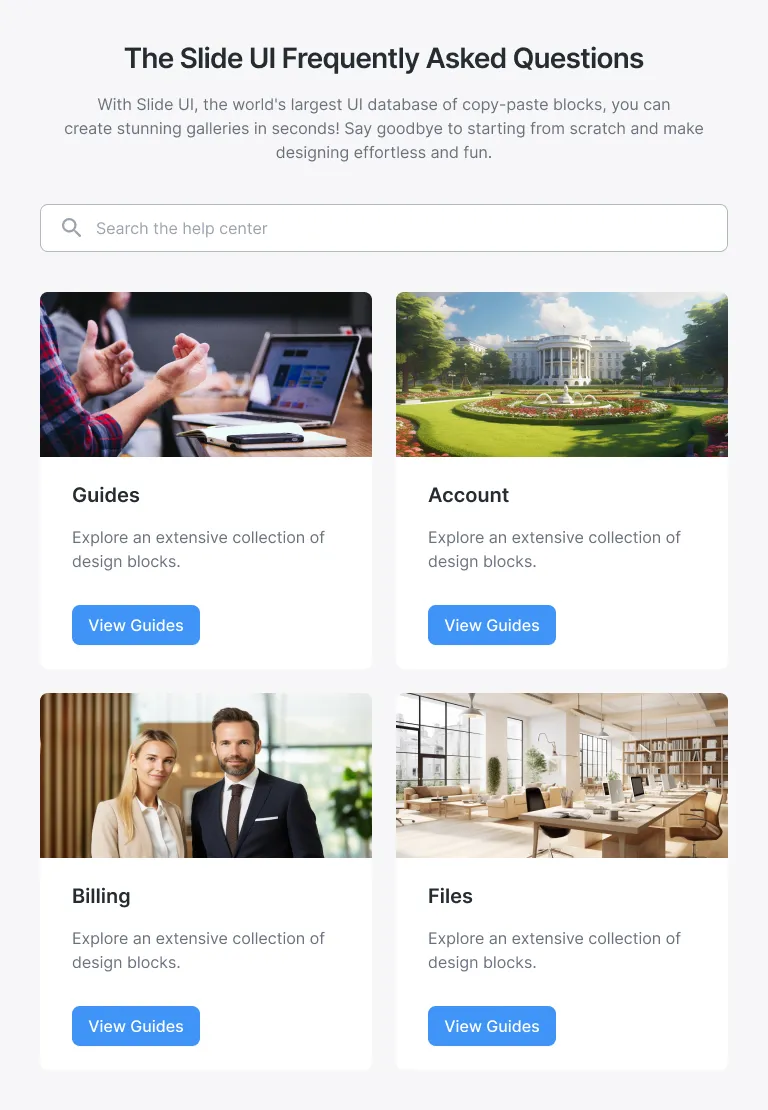 The Slide UI Frequently Asked Questions
With Slide UI, the world's largest UI database of copy-paste blocks, you can
create stunning galleries in seconds! Say goodbye to starting from scratch and make
designing effortless and fun.
Search the help center
Guides
Explore an extensive collection of
design blocks.
View Guides
Account
Explore an extensive collection of
design blocks.
View Guides
Billing
Explore an extensive collection of
design blocks.
View Guides
Files
Explore an extensive collection of
design blocks.
View Guides